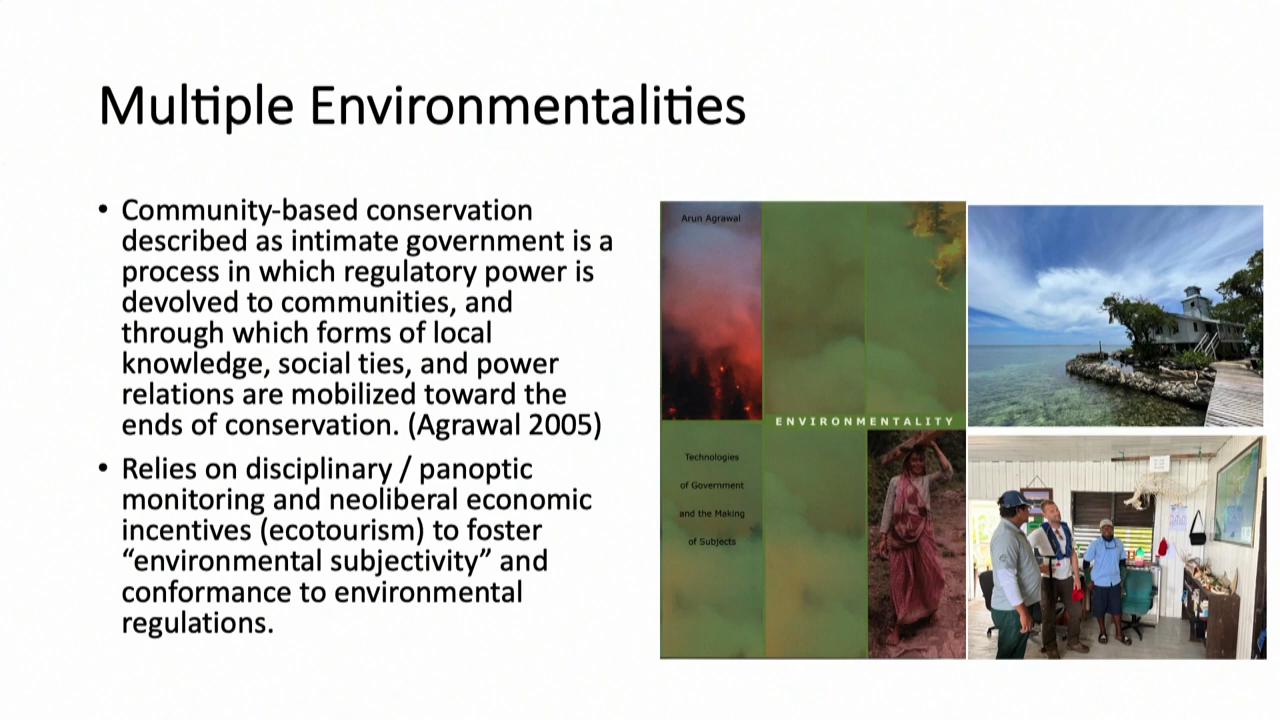 Multiple Environmentalities
• Community-based conservation
described as intimate government is a
process in which regulatory power is
devolved to communities, and
through which forms of local
knowledge, social ties, and power
relations are mobilized toward the
ends of conservation. (Agrawal 2005)
• Relies on disciplinary / panoptic
monitoring and neoliberal economic
incentives (ecotourism) to foster
“environmental subjectivity” and
conformance to environmental
regulations.
Arun Agrawal
ENVIRONMENTALITY
Technologies
of Government
and the Making
of Subjects